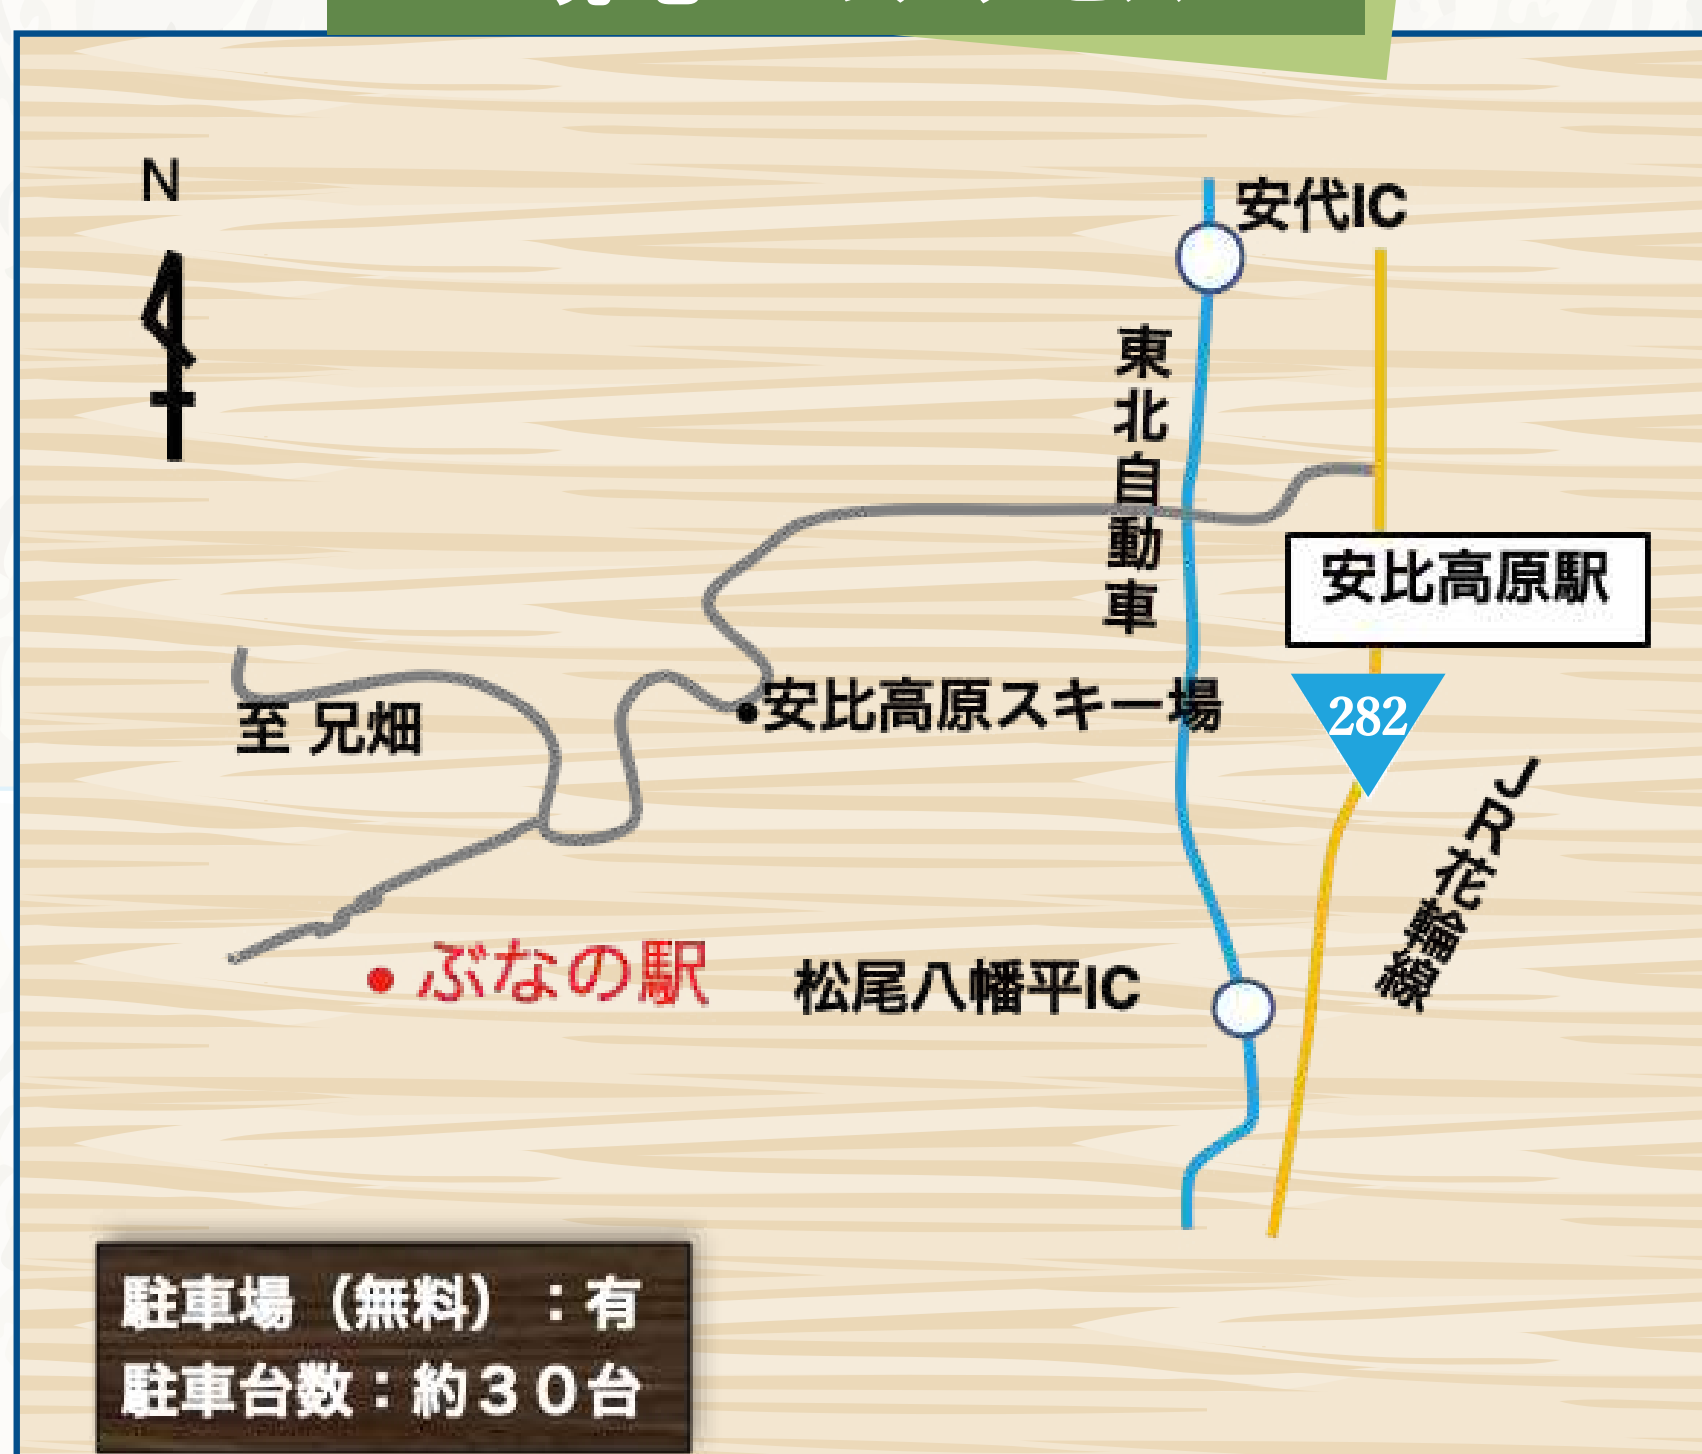 N
安代IC
東北自動車
安比高原駅
安比高原スキー場
282
至 兄畑
JR花輪線
ぶなの駅
松尾八幡平IC
駐車場（無料）：有
駐車台数：約３０台